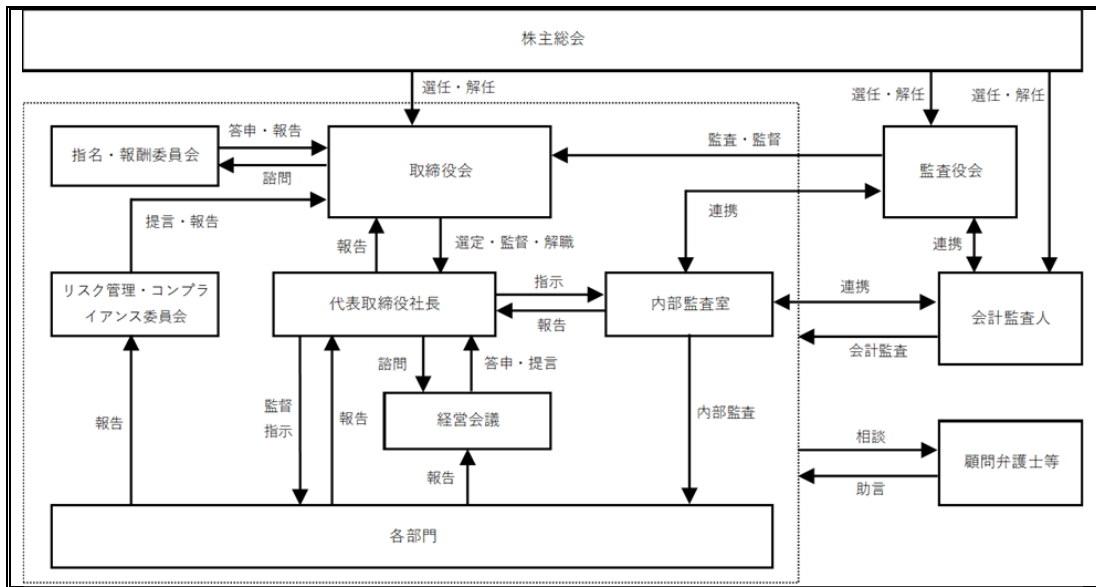 株主総会
選任・解任
選任・解任
選任・解任
答申・報告
指名・報酬委員会
諮問
取締役会
監査・監督
監査役会
提言・報告
報告
選定・監督・解職
連携
連携
リスク管理・コンプラ
イアンス委員会
代表取締役社長
指示
報告
内部監査室
連携
会計監査
会計監査人
諮問
答申・提言
報告
監督
指示
報告
経営会議
内部監査
報告
相談
助言
顧問弁護士等
各部門